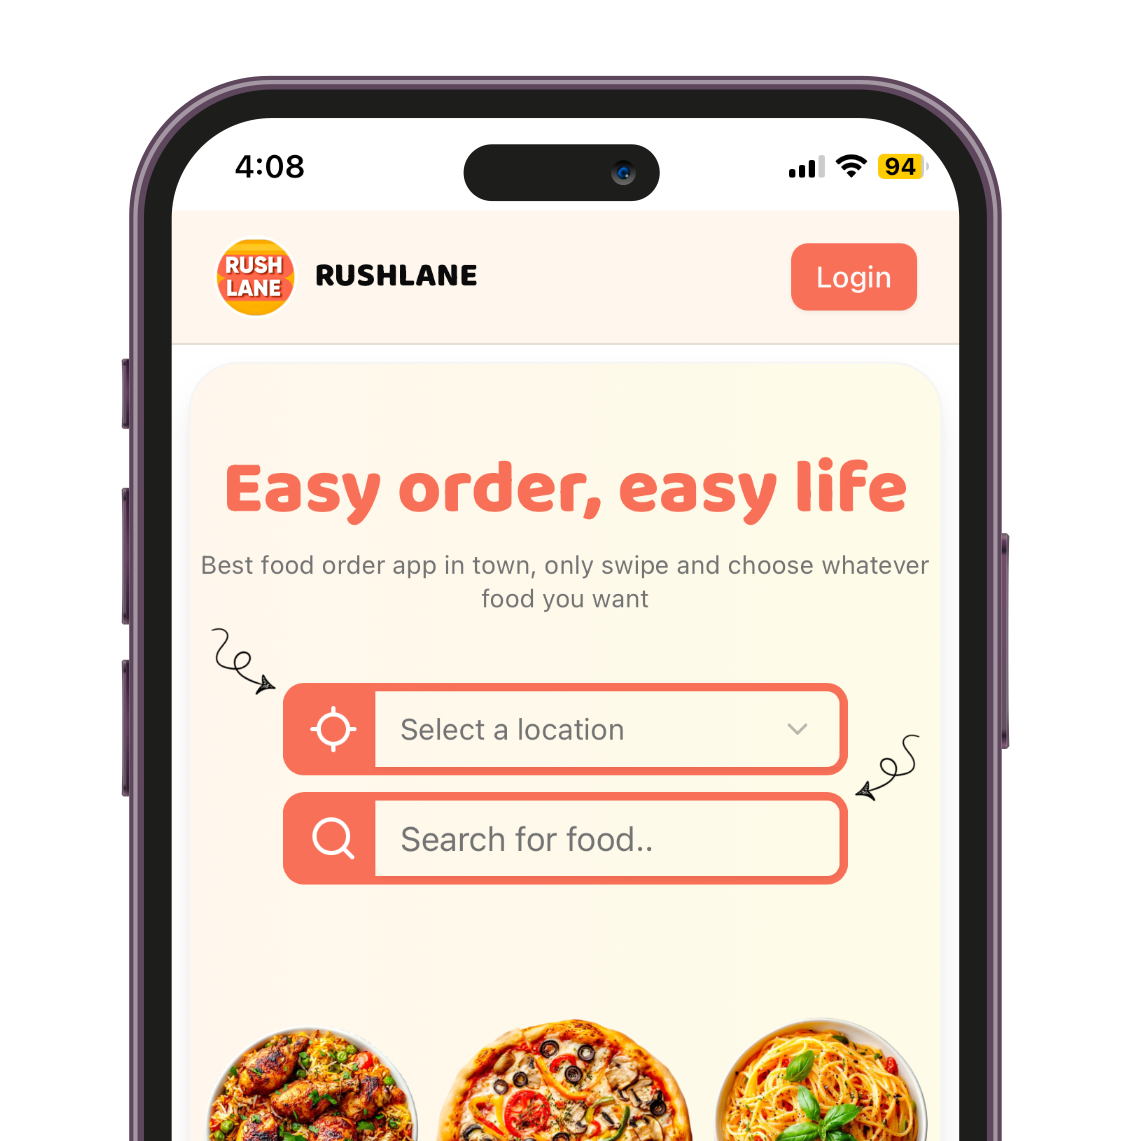 4:08
94
RUSH
LANE
RUSHLANE
Login
Easy order, easy life
Best food order app in town, only swipe and choose whatever
food you want
Select a location
Search for food..